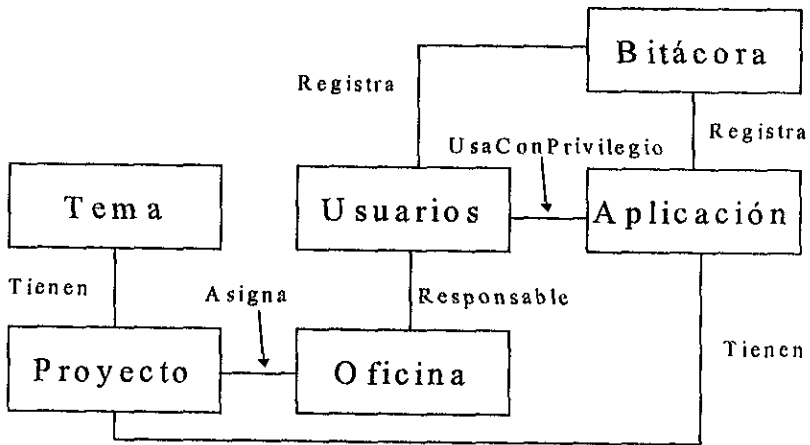 Bitácora
Registra
Registra
UsaConPrivilegio
Tema
Usuarios
Aplicación
Tienen
Asigna
Responsable
Tienen
Proyecto
Oficina